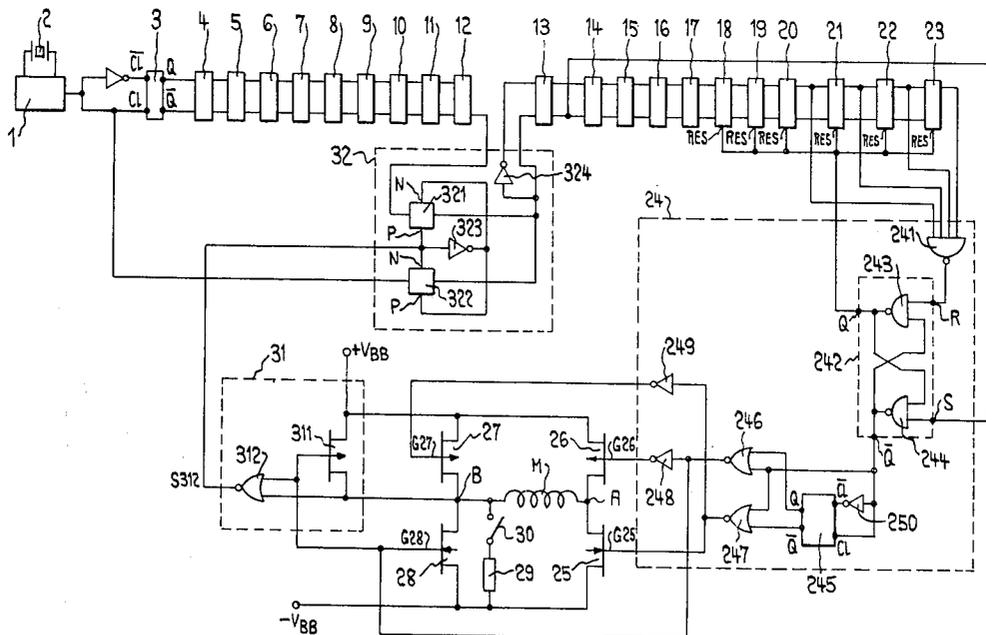 2
3
4
5
6
7
8
9
10
11
12
13
14
15
16
17
18
19
20
21
22
23
C̅l̅
Q
Cl
Q̅
1
RES
RES
RES
RES
RES
RES
32
N
321
P
323
N
322
P
324
24
241
243
R
Q
242
S
244
Q̅
31
+VBB
311
312
S312
G27
27
B
M
A
26
G26
249
248
246
247
Q
Q̅
C̅l̅
Cl
250
245
G28
28
30
29
25
G25
-VBB